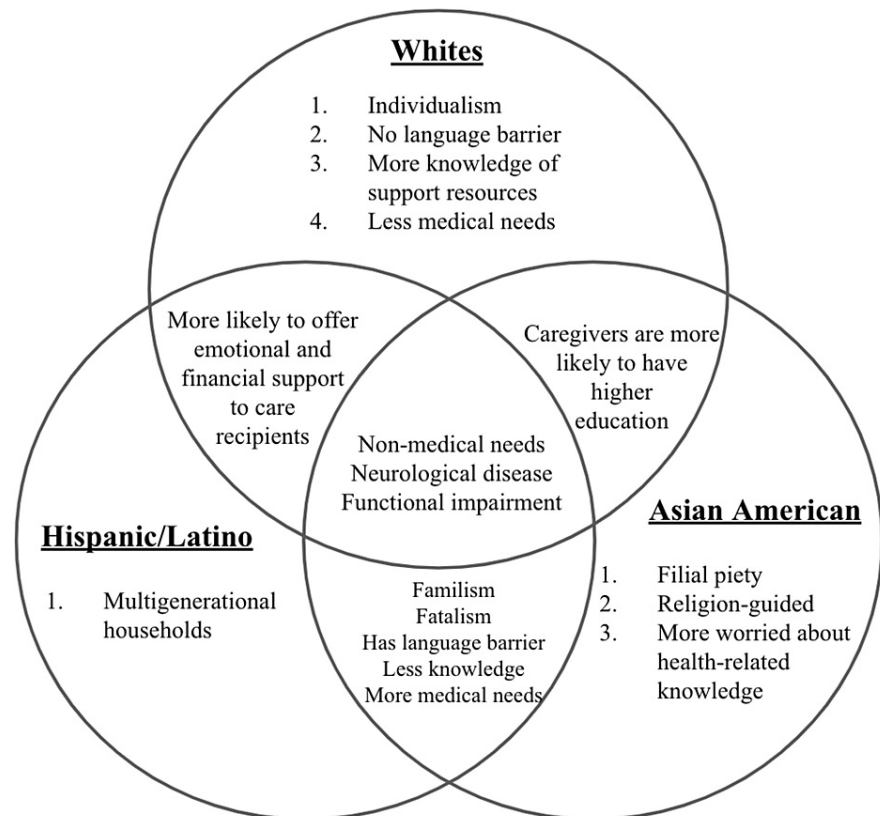 Whites
1. Individualism
2. No language barrier
3. More knowledge of
support resources
4. Less medical needs
More likely to offer
emotional and
financial support
to care
recipients
Caregivers are more
likely to have
higher
education
Non-medical needs
Neurological disease
Functional impairment
Hispanic/Latino
1. Multigenerational
households
Asian American
1. Filial piety
2. Religion-guided
3. More worried about
health-related
knowledge
Familism
Fatalism
Has language barrier
Less knowledge
More medical needs